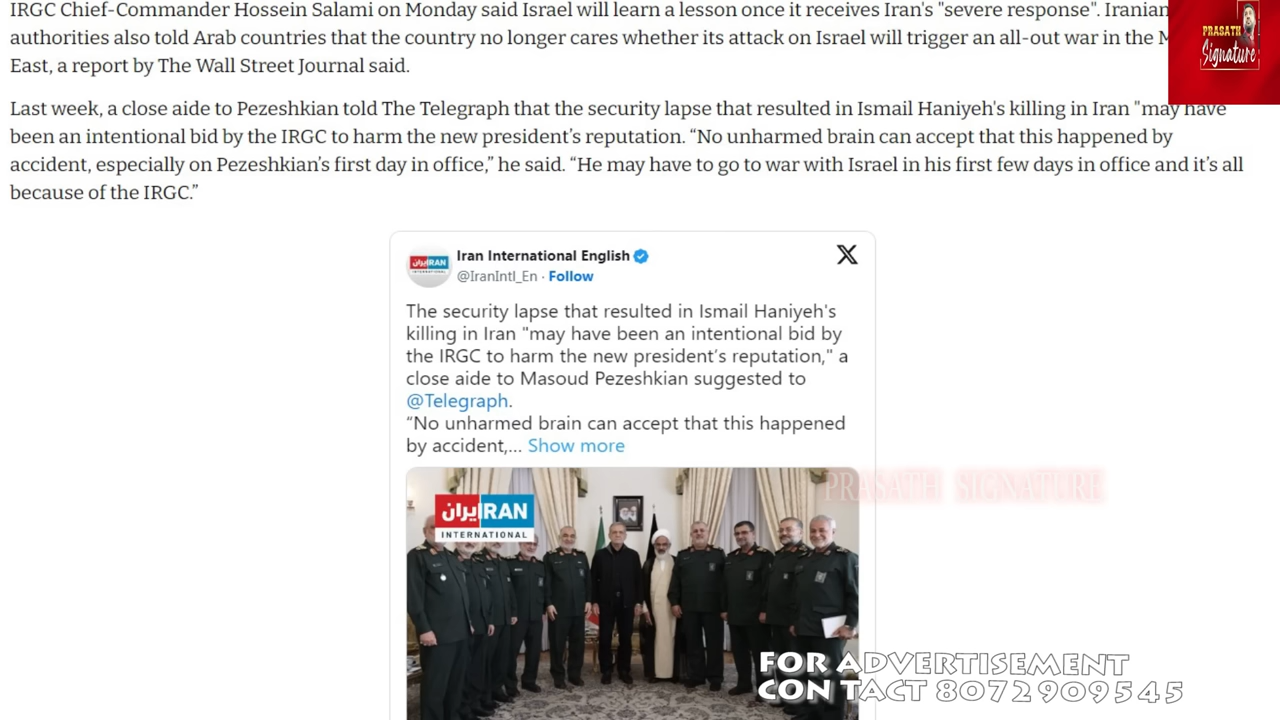 IRGC Chief-Commander Hossein Salami on Monday said Israel will learn a lesson once it receives Iran's "severe response". Iranian
authorities also told Arab countries that the country no longer cares whether its attack on Israel will trigger an all-out war in the M
East, a report by The Wall Street Journal said.
PRASATH
Signature
Last week, a close aide to Pezeshkian told The Telegraph that the security lapse that resulted in Ismail Haniyeh's killing in Iran "may have
been an intentional bid by the IRGC to harm the new president’s reputation. “No unharmed brain can accept that this happened by
accident, especially on Pezeshkian’s first day in office,” he said. “He may have to go to war with Israel in his first few days in office and it’s all
because of the IRGC.”
Iran International English
@IranIntl_En · Follow
The security lapse that resulted in Ismail Haniyeh's
killing in Iran "may have been an intentional bid by
the IRGC to harm the new president’s reputation," a
close aide to Masoud Pezeshkian suggested to
@Telegraph.
“No unharmed brain can accept that this happened
by accident,... Show more
PRASATH SIGNATURE
ایران IRAN
INTERNATIONAL
FOR ADVERTISEMENT
CONTACT 8072909545